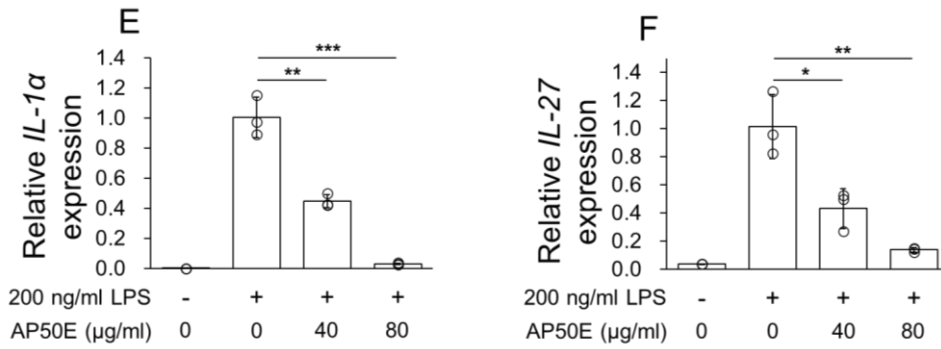 E
Relative IL-1α expression
1.4
1.2
1.0
0.8
0.6
0.4
0.2
0.0
***
**
200 ng/ml LPS - + + +
AP50E (μg/ml) 0 0 40 80
F
Relative IL-27 expression
1.4
1.2
1.0
0.8
0.6
0.4
0.2
0.0
**
*
200 ng/ml LPS - + + +
AP50E (μg/ml) 0 0 40 80